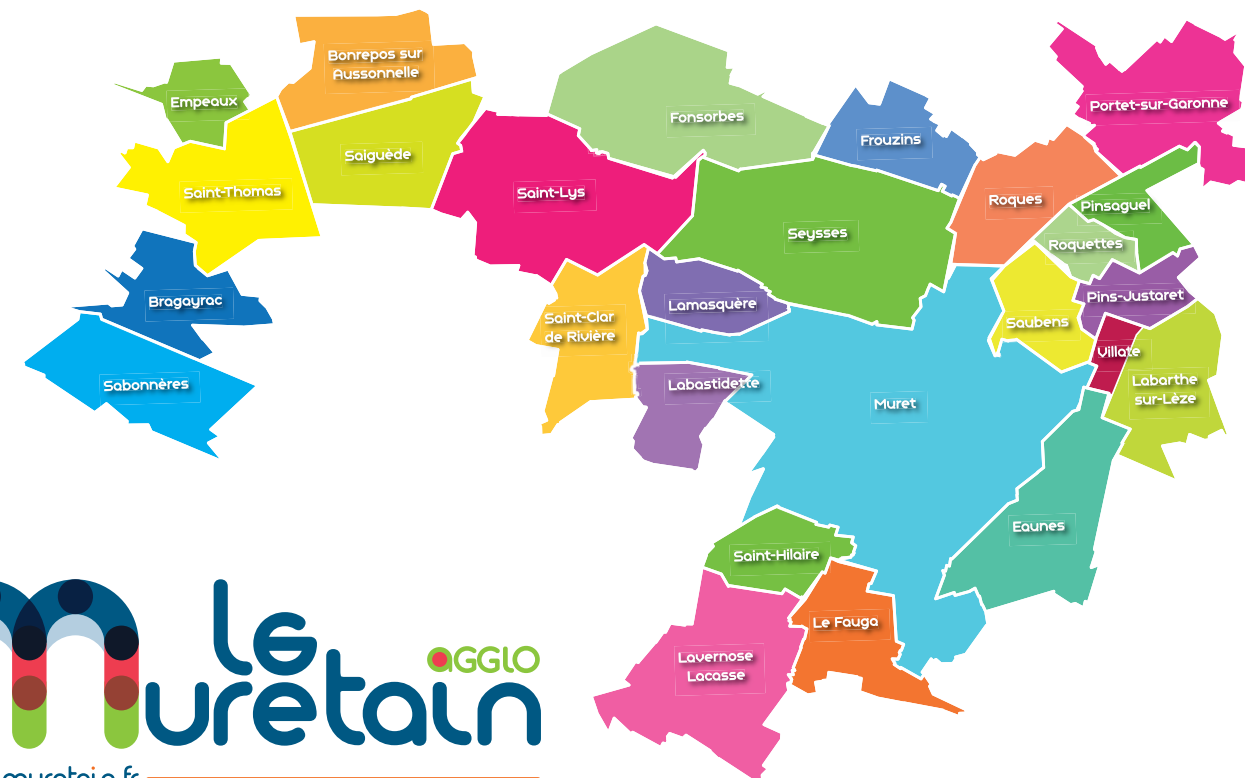 Bonrepos sur
Aussonnelle
Empeaux
Fonsorbes
Portet-sur-Garonne
Frouzins
Saiguède
Saint-Thomas
Saint-Lys
Roques
Pinsaguel
Seysses
Roquettes
Bragayrac
Lamasquère
Pins-Justaret
Saint-Clar
de Rivière
Saubens
Villate
Sabonnères
Labastidette
Labarthe
sur-Lèze
Muret
Eaunes
Saint-Hilaire
Le Fauga
Lavernose
Lacasse
le
aGGLO
muretain
muretain.fr